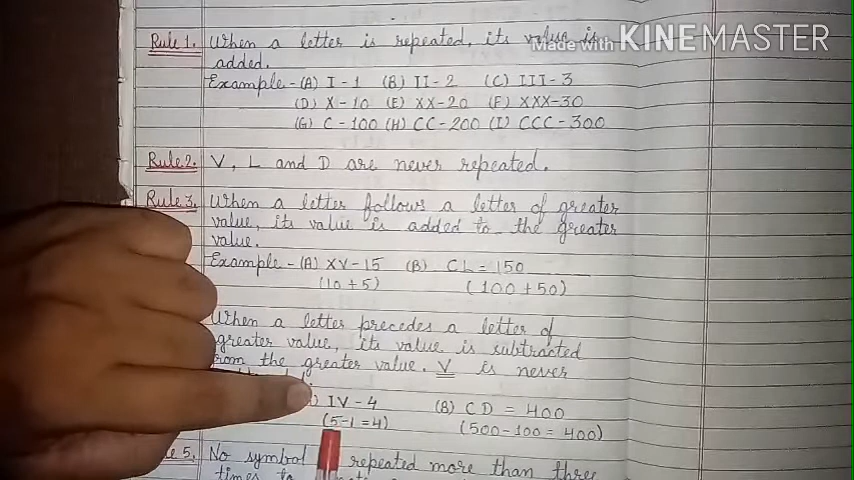 Rule 1. When a letter is repeated, its value is
Made with KINEMASTER
added.
Example - (A) I - 1 (B) II - 2 (C) III - 3
(D) X - 10 (E) XX - 20 (F) XXX - 30
(G) C - 100 (H) CC - 200 (I) CCC - 300
Rule 2. V, L and D are never repeated.
Rule 3. When a letter follows a letter of greater
value, its value is added to the greater
value.
Example - (A) XV - 15 (B) CL = 150
(10 + 5) (100 + 50)
When a letter precedes a letter of
greater value, its value is subtracted
from the greater value. V is never
IV - 4 (B) CD = 400
(5 - 1 = 4) (500 - 100 = 400)
5. No symbol repeated more than three
times to